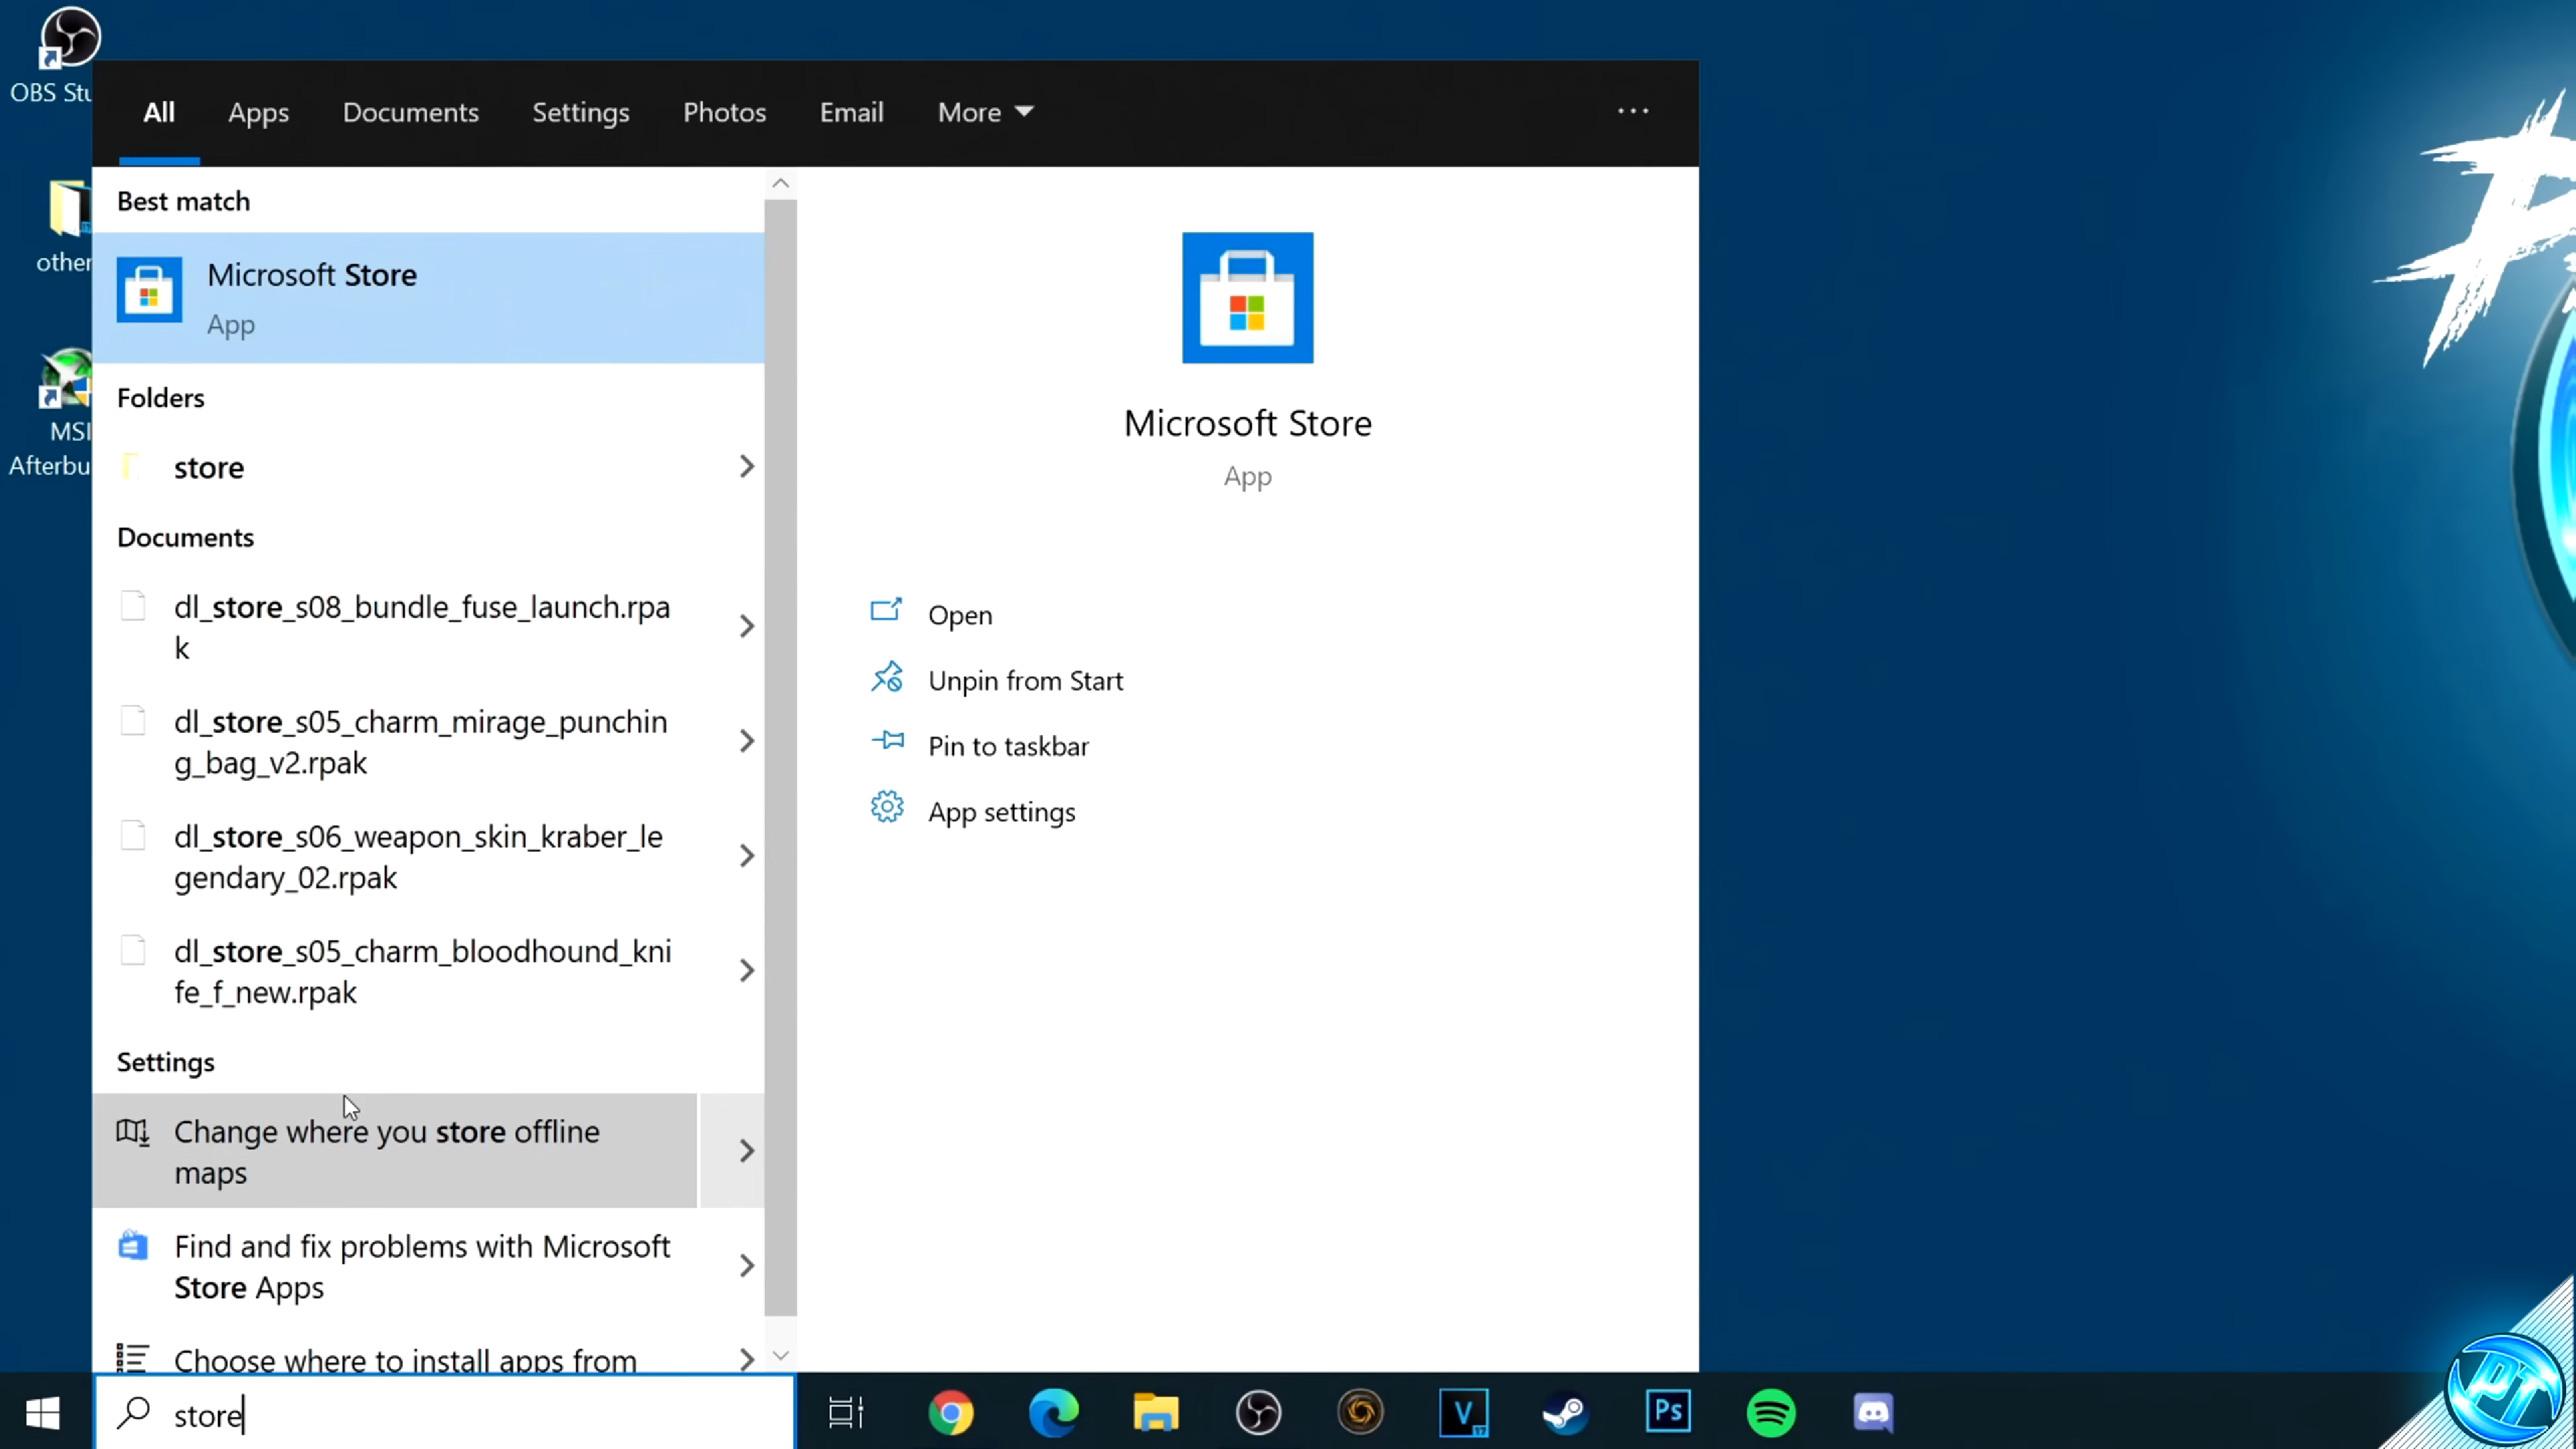 OBS Stu
other
MSI
Afterbu
All Apps Documents Settings Photos Email More
Best match
Microsoft Store
App
Folders
store
Documents
dl_store_s08_bundle_fuse_launch.rpa
k
dl_store_s05_charm_mirage_punchin
g_bag_v2.rpak
dl_store_s06_weapon_skin_kraber_le
gendary_02.rpak
dl_store_s05_charm_bloodhound_kni
fe_f_new.rpak
Settings
Change where you store offline
maps
Find and fix problems with Microsoft
Store Apps
Choose where to install apps from
Microsoft Store
App
Open
Unpin from Start
Pin to taskbar
App settings
store
V
17
Ps
PT